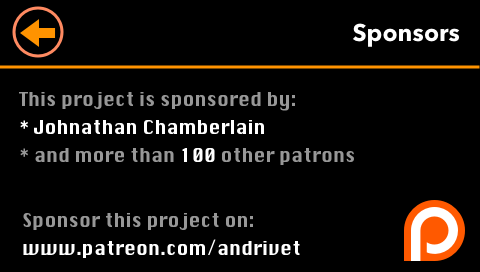 Sponsors
This project is sponsored by:
* Johnathan Chamberlain
* and more than 100 other patrons
Sponsor this project on:
www.patreon.com/andrivet